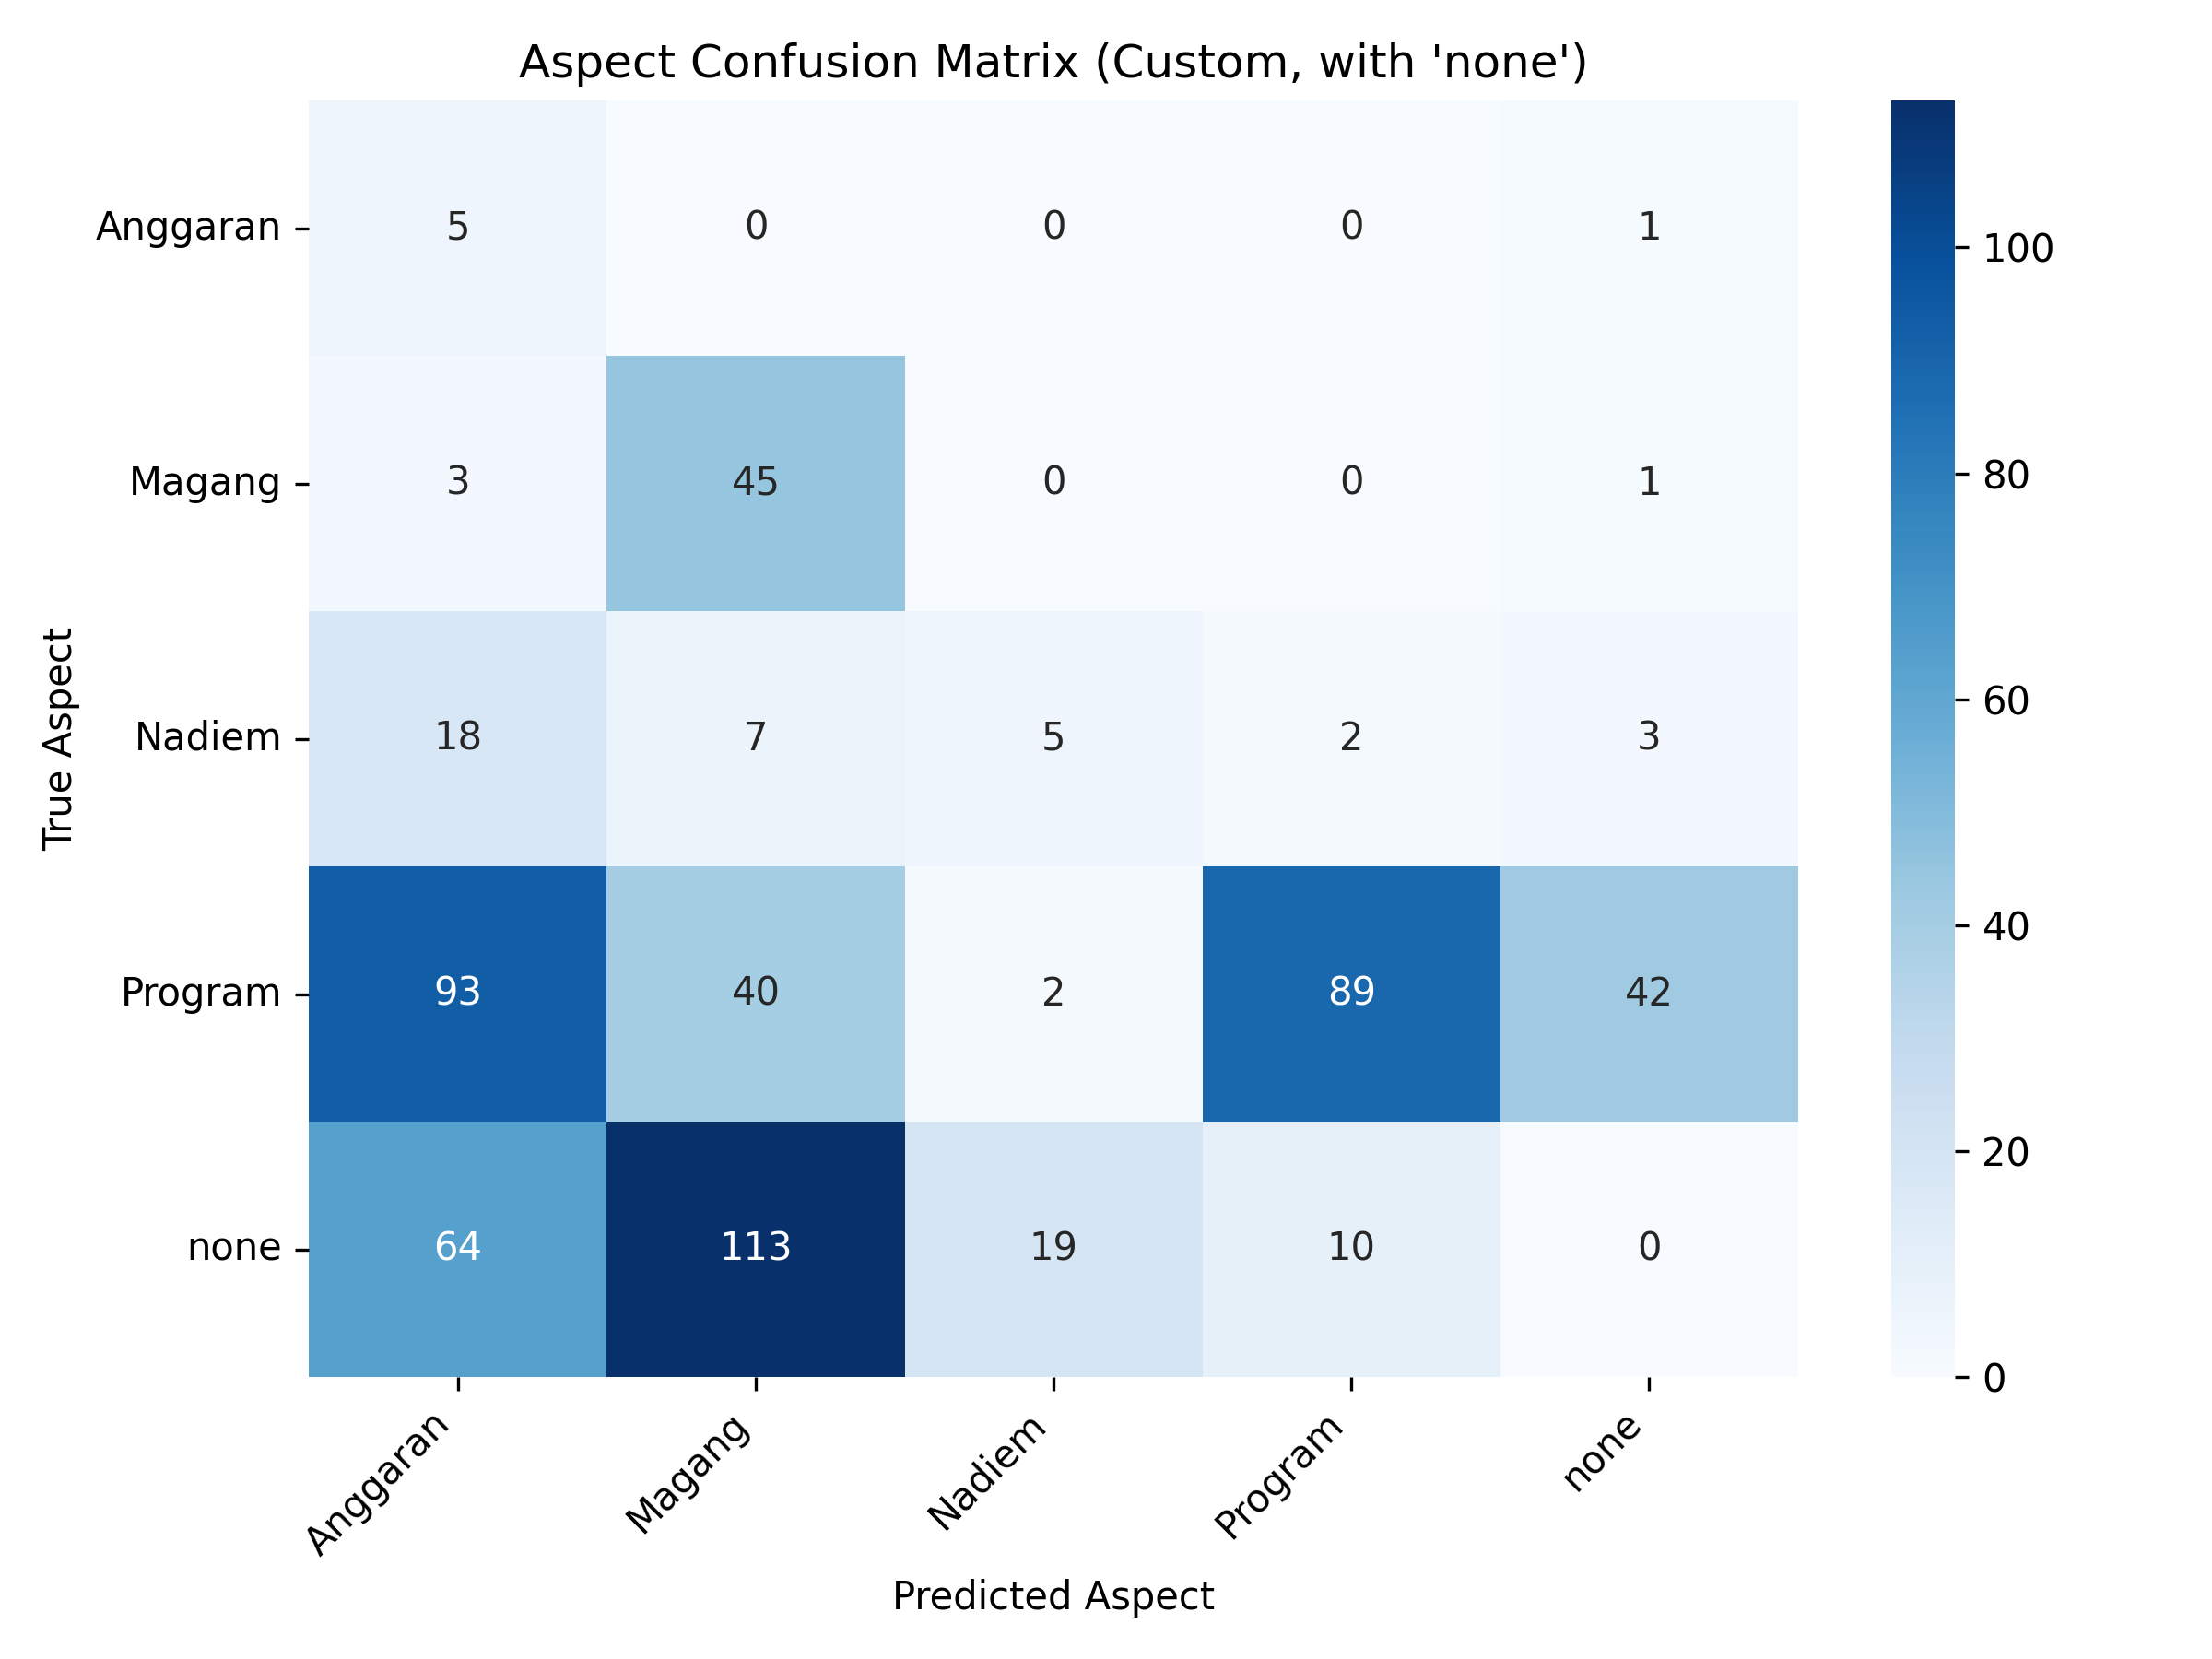 Aspect Confusion Matrix (Custom, with 'none')
True Aspect
Anggaran 5 0 0 0 1
Magang 3 45 0 0 1
Nadiem 18 7 5 2 3
Program 93 40 2 89 42
none 64 113 19 10 0
Anggaran Magang Nadiem Program none
Predicted Aspect
100
80
60
40
20
0